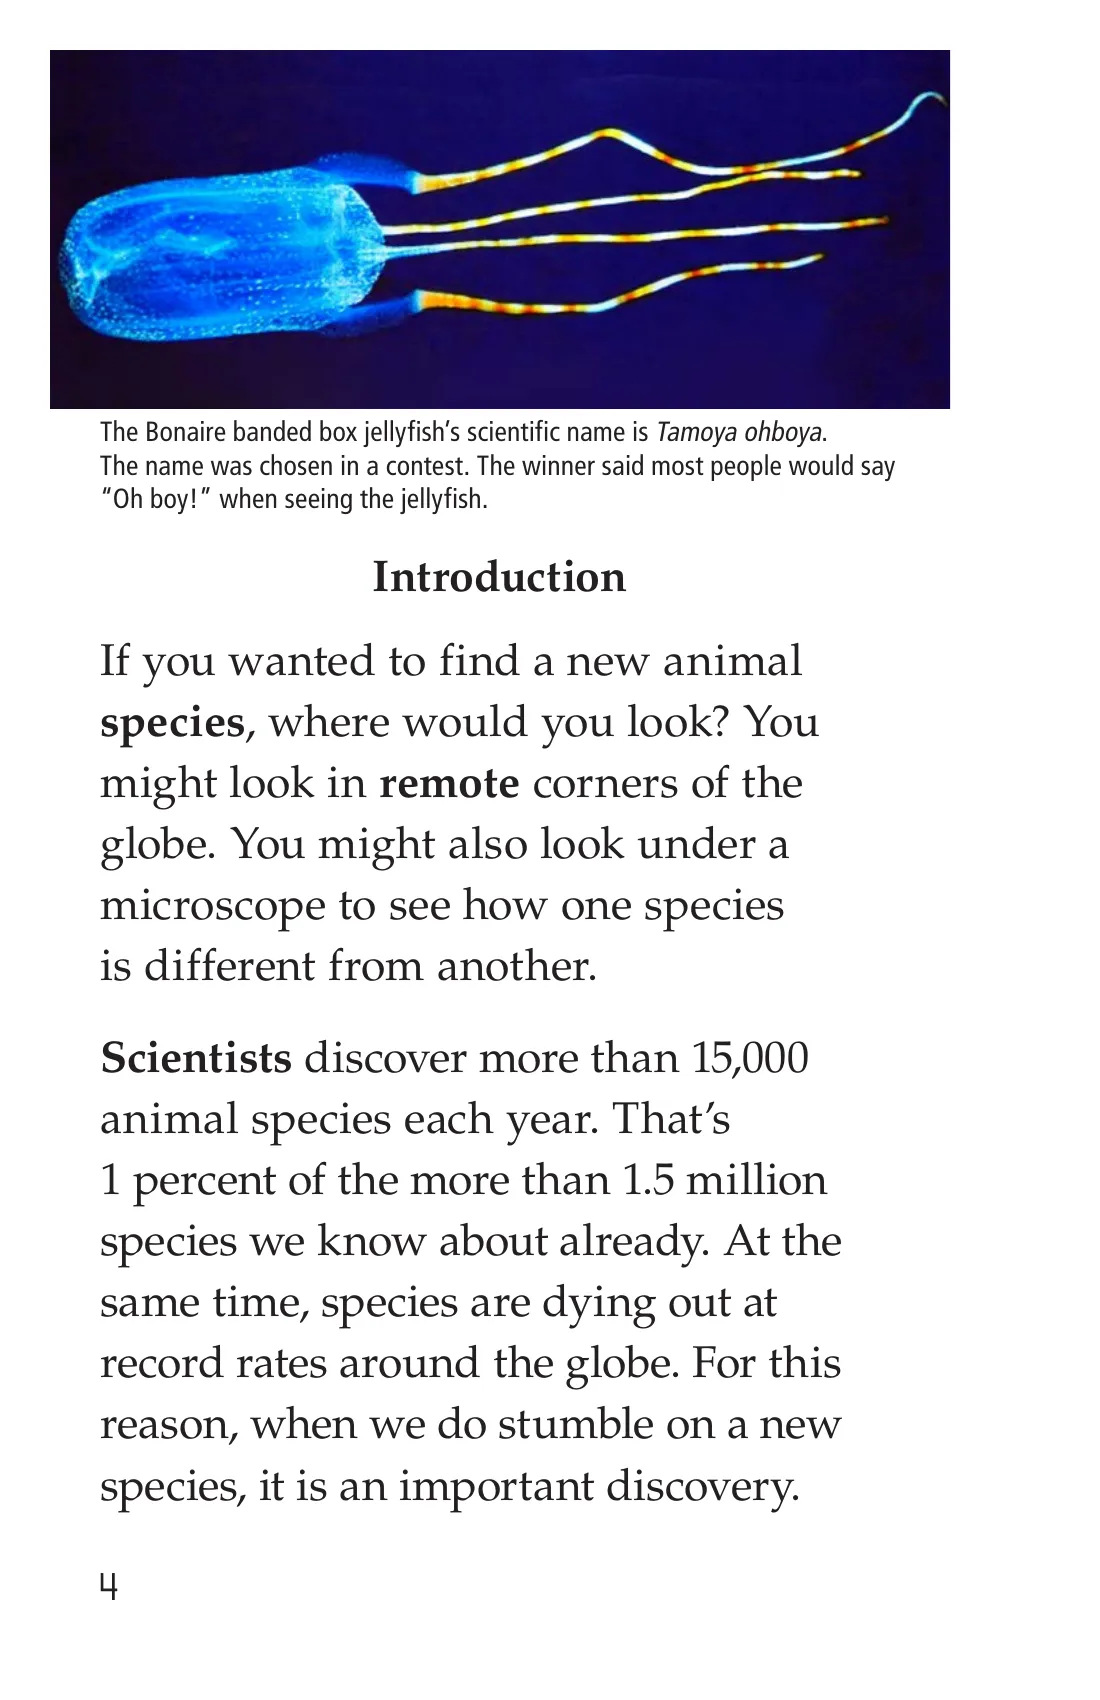 The Bonaire banded box jellyfish’s scientific name is Tamoya ohboya.
The name was chosen in a contest. The winner said most people would say
“Oh boy!” when seeing the jellyfish.
Introduction
If you wanted to find a new animal
species, where would you look? You
might look in remote corners of the
globe. You might also look under a
microscope to see how one species
is different from another.
Scientists discover more than 15,000
animal species each year. That’s
1 percent of the more than 1.5 million
species we know about already. At the
same time, species are dying out at
record rates around the globe. For this
reason, when we do stumble on a new
species, it is an important discovery.
4